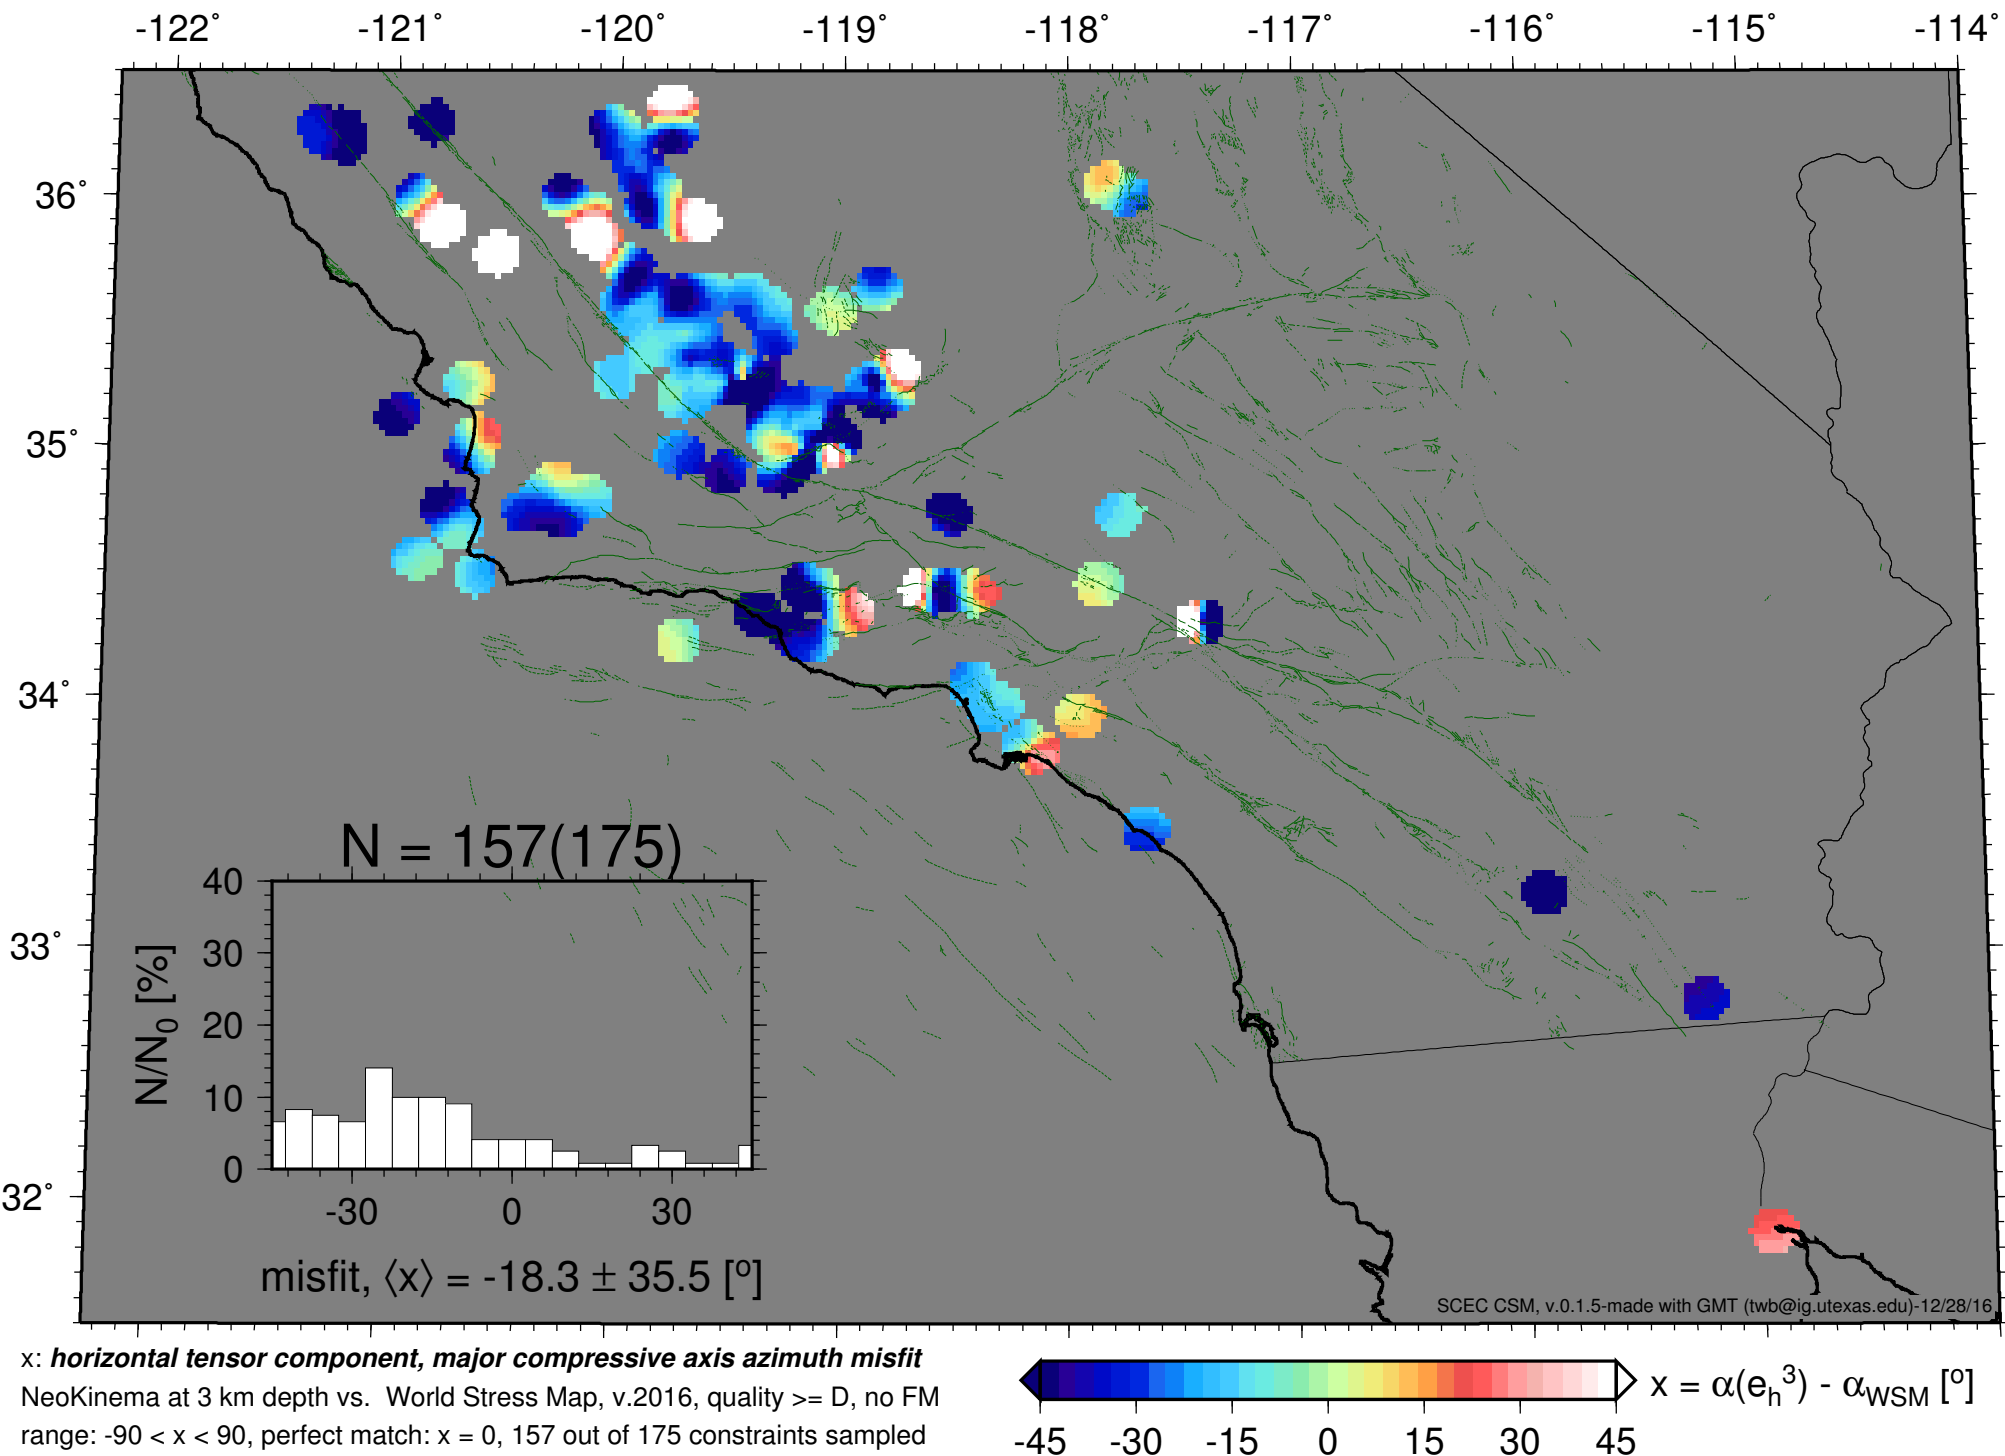 -122° -121° -120° -119° -118° -117° -116° -115° -114°
36°
35°
34°
33°
32°
N = 157(175)
40
30
20
10
0
N/N0 [%]
-30 0 30
misfit, ⟨x⟩ = -18.3 ± 35.5 [o]
SCEC CSM, v.0.1.5-made with GMT (twb@ig.utexas.edu)-12/28/16
x: horizontal tensor component, major compressive axis azimuth misfit
NeoKinema at 3 km depth vs. World Stress Map, v.2016, quality >= D, no FM
range: -90 < x < 90, perfect match: x = 0, 157 out of 175 constraints sampled
x = α(eh3) - αWSM [o]
-45 -30 -15 0 15 30 45